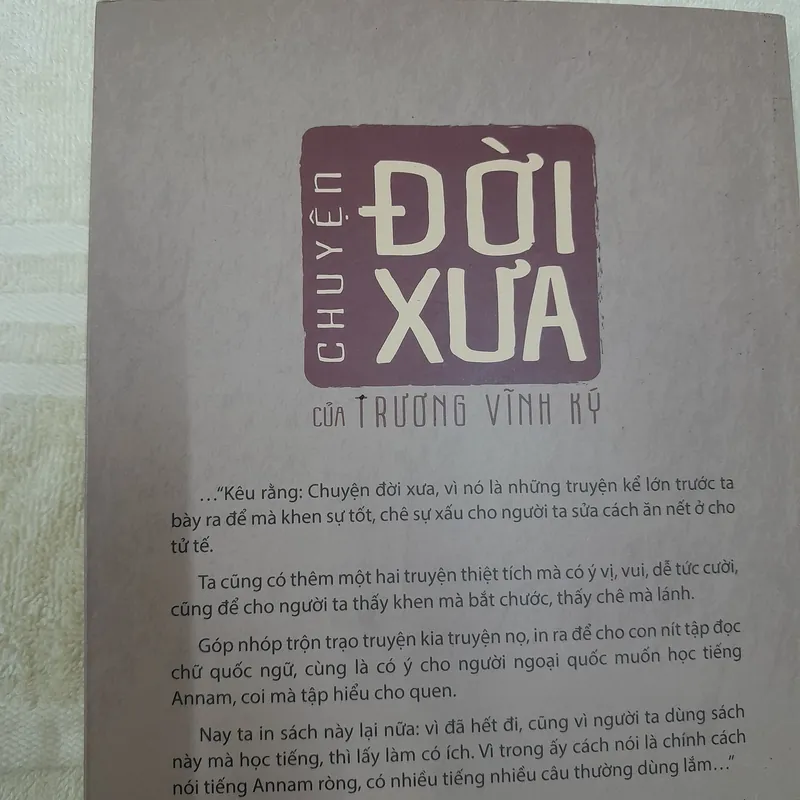 CHUYỆN
ĐỜI
XƯA
CỦA TRƯƠNG VĨNH KÝ
…“Kêu rằng: Chuyện đời xưa, vì nó là những truyện kể lớn trước ta
bày ra để mà khen sự tốt, chê sự xấu cho người ta sửa cách ăn nết ở cho
tử tế.
Ta cũng có thêm một hai truyện thiệt tích mà có ý vị, vui, dễ tức cười,
cũng để cho người ta thấy khen mà bắt chước, thấy chê mà lánh.
Góp nhóp trộn trạo truyện kia truyện nọ, in ra để cho con nít tập đọc
chữ quốc ngữ, cùng là có ý cho người ngoại quốc muốn học tiếng
Annam, coi mà tập hiểu cho quen.
Nay ta in sách này lại nữa: vì đã hết đi, cũng vì người ta dùng sách
này mà học tiếng, thì lấy làm có ích. Vì trong ấy cách nói là chính cách
nói tiếng Annam ròng, có nhiều tiếng nhiều câu thường dùng lắm…”